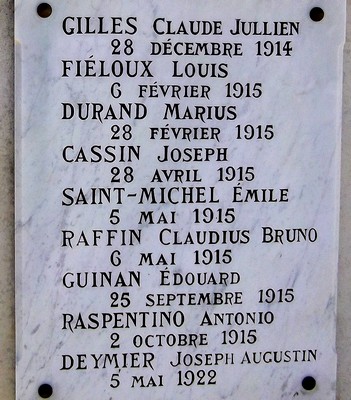 GILLES CLAUDE JULLIEN
28 DÉCEMBRE 1914
FIÉLOUX LOUIS
6 FÉVRIER 1915
DURAND MARIUS
28 FÉVRIER 1915
CASSIN JOSEPH
28 AVRIL 1915
SAINT-MICHEL ÉMILE
5 MAI 1915
RAFFIN CLAUDIUS BRUNO
6 MAI 1915
GUINAN ÉDOUARD
25 SEPTEMBRE 1915
RASPENTINO ANTONIO
2 OCTOBRE 1915
DEYMIER JOSEPH AUGUSTIN
5 MAI 1922